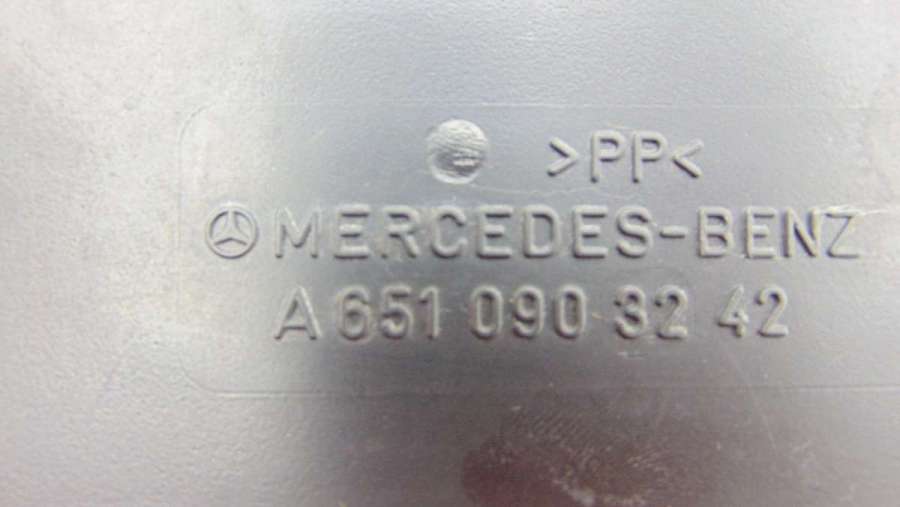 >PP<
MERCEDES-BENZ
A 651 090 32 42